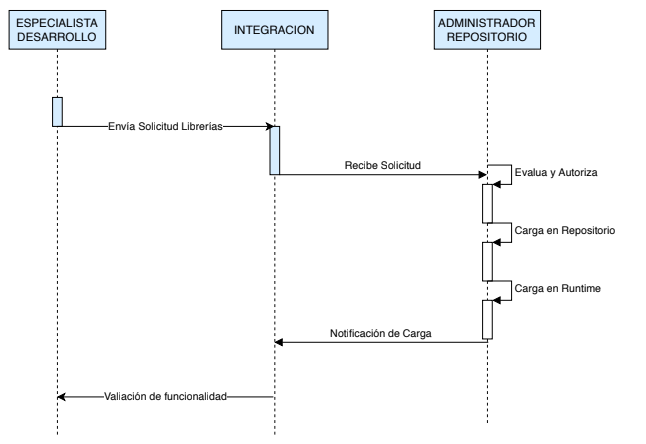 ESPECIALISTA
DESARROLLO
INTEGRACION
ADMINISTRADOR
REPOSITORIO
Envía Solicitud Librerías
Recibe Solicitud
Evalua y Autoriza
Carga en Repositorio
Carga en Runtime
Notificación de Carga
Valiación de funcionalidad